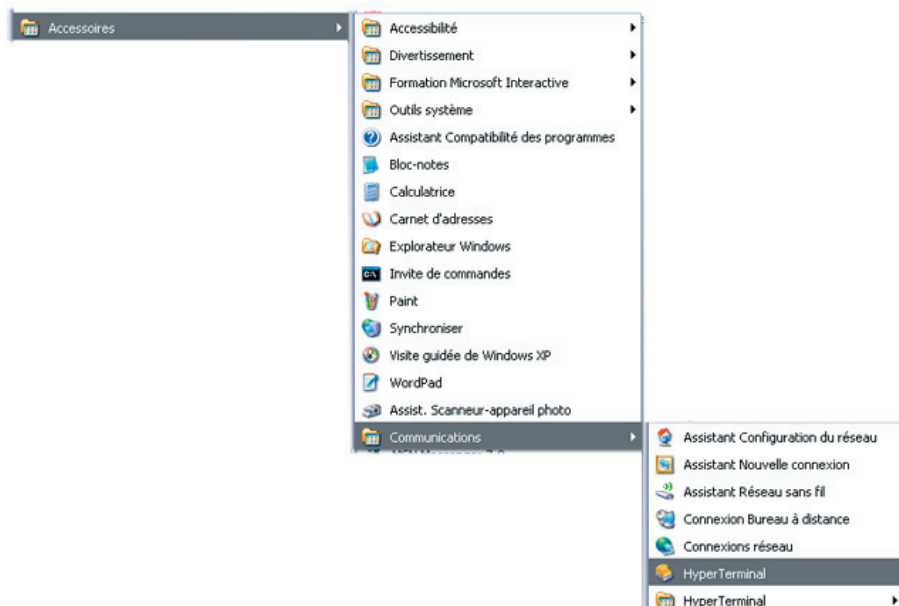 Accessoires
Accessibilité
Divertissement
Formation Microsoft Interactive
Outils système
Assistant Compatibilité des programmes
Bloc-notes
Calculatrice
Carnet d'adresses
Explorateur Windows
Invite de commandes
Paint
Synchroniser
Visite guidée de Windows XP
WordPad
Assist. Scanneur-appareil photo
Communications
Assistant Configuration du réseau
Assistant Nouvelle connexion
Assistant Réseau sans fil
Connexion Bureau à distance
Connexions réseau
HyperTerminal
HyperTerminal